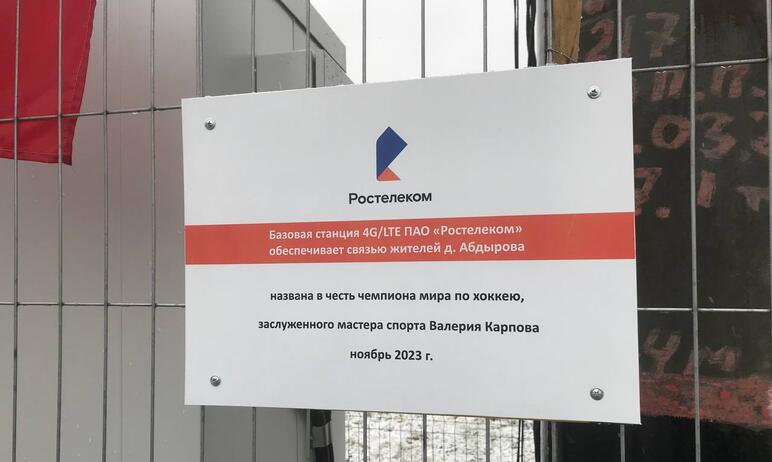 Ростелеком
Базовая станция 4G/LTE ПАО «Ростелеком»
обеспечивает связью жителей д. Абдырова
названа в честь чемпиона мира по хоккею,
заслуженного мастера спорта Валерия Карпова
ноябрь 2023 г.